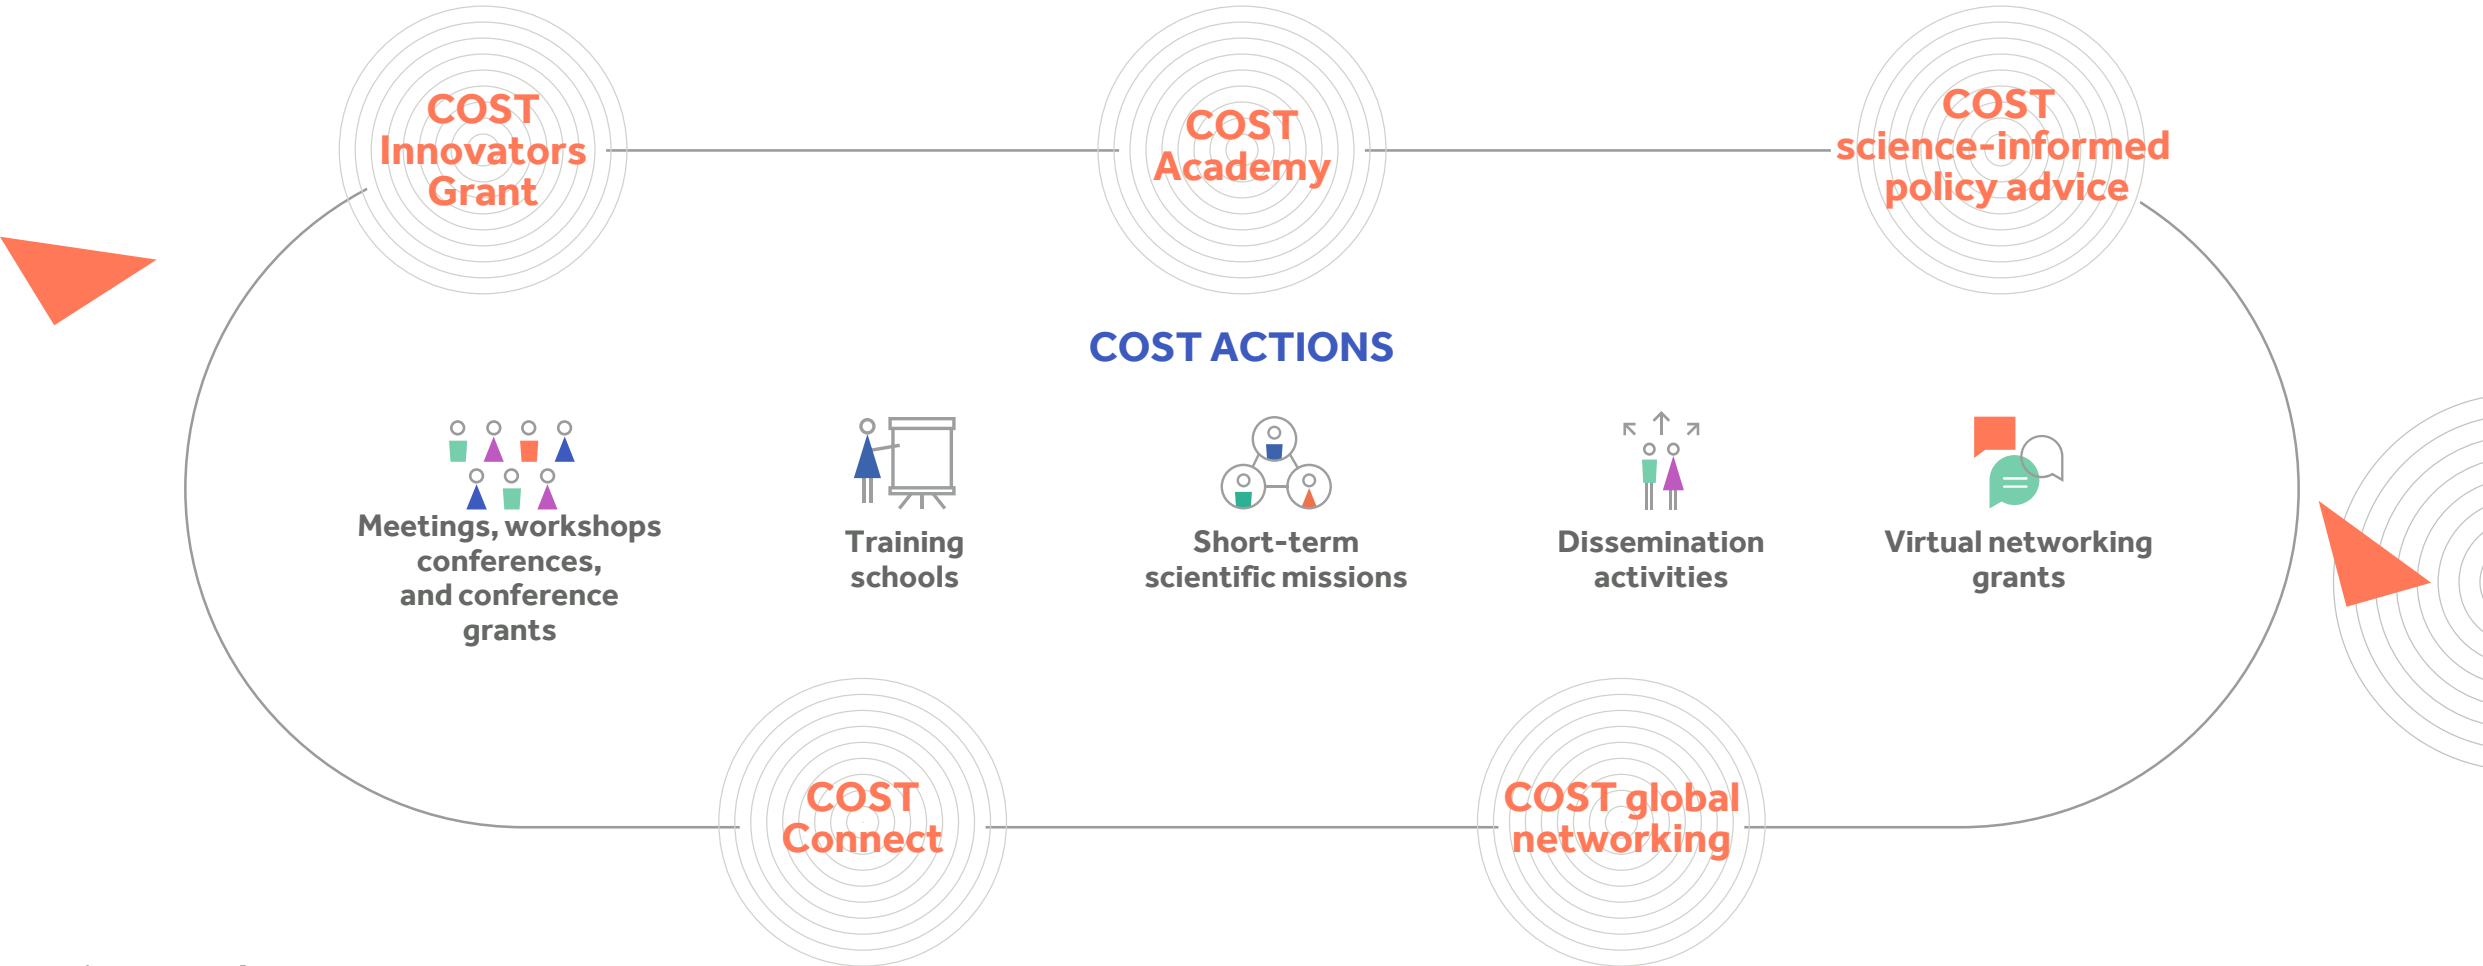 COST
Innovators
Grant
COST
Academy
COST
science-informed
policy advice
COST ACTIONS
Meetings, workshops
conferences,
and conference
grants
Training
schools
Short-term
scientific missions
Dissemination
activities
Virtual networking
grants
COST
Connect
COST global
networking